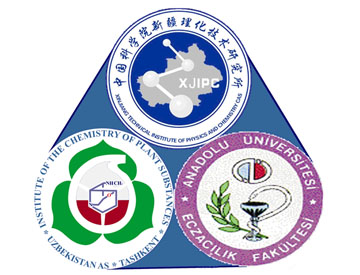 中国科学院新疆理化技术研究所
XJIPC
XINJIANG TECHNICAL INSTITUTE OF PHYSICS AND CHEMISTRY CAS
INSTITUTE OF THE CHEMISTRY OF PLANT SUBSTANCES
* UZBEKISTAN AS * TASHKENT *
ANADOLU ÜNİVERSİTESİ
ECZACILIK FAKÜLTESİ